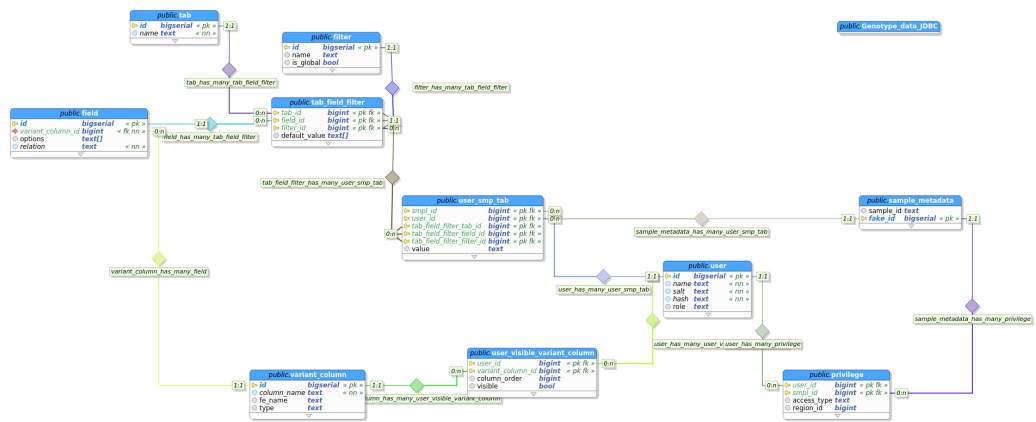 public.tab
id bigserial « pk »
name text « nn »
1:1
tab_has_many_tab_field_filter
public.filter
id bigserial « pk »
name text
is_global bool
1:1
filter_has_many_tab_field_filter
public.Genotype_data_JDBC
public.tab_field_filter
tab_id bigint « pk fk »
field_id bigint « pk fk »
filter_id bigint « pk fk »
default_value text[]
0:n
0:n
1:1
0:n
public.field
id bigserial « pk »
variant_column_id bigint « fk nn »
options text[]
relation text « nn »
1:1
0:n
field_has_many_tab_field_filter
tab_field_filter_has_many_user_smp_tab
public.user_smp_tab
smpl_id bigint « pk fk »
user_id bigint « pk fk »
tab_field_filter_tab_id bigint « pk fk »
tab_field_filter_field_id bigint « pk fk »
tab_field_filter_filter_id bigint « pk fk »
value text
0:n
0:n
0:n
sample_metadata_has_many_user_smp_tab
1:1
public.sample_metadata
sample_id text
fake_id bigserial « pk »
1:1
variant_column_has_many_field
user_has_many_user_smp_tab
1:1
public.user
id bigserial « pk »
name text « nn »
salt text « nn »
hash text « nn »
role text
1:1
sample_metadata_has_many_privilege
user_has_many_user_v
user_has_many_privilege
public.user_visible_variant_column
user_id bigint « pk fk »
variant_column_id bigint « pk fk »
column_order bigint
visible bool
0:n
0:n
public.variant_column
id bigserial « pk »
column_name text « nn »
fe_name text
type text
1:1
1:1
umn_has_many_user_visible_variant_column
public.privilege
user_id bigint « pk fk »
smpl_id bigint « pk fk »
access_type text
region_id bigint
0:n
0:n